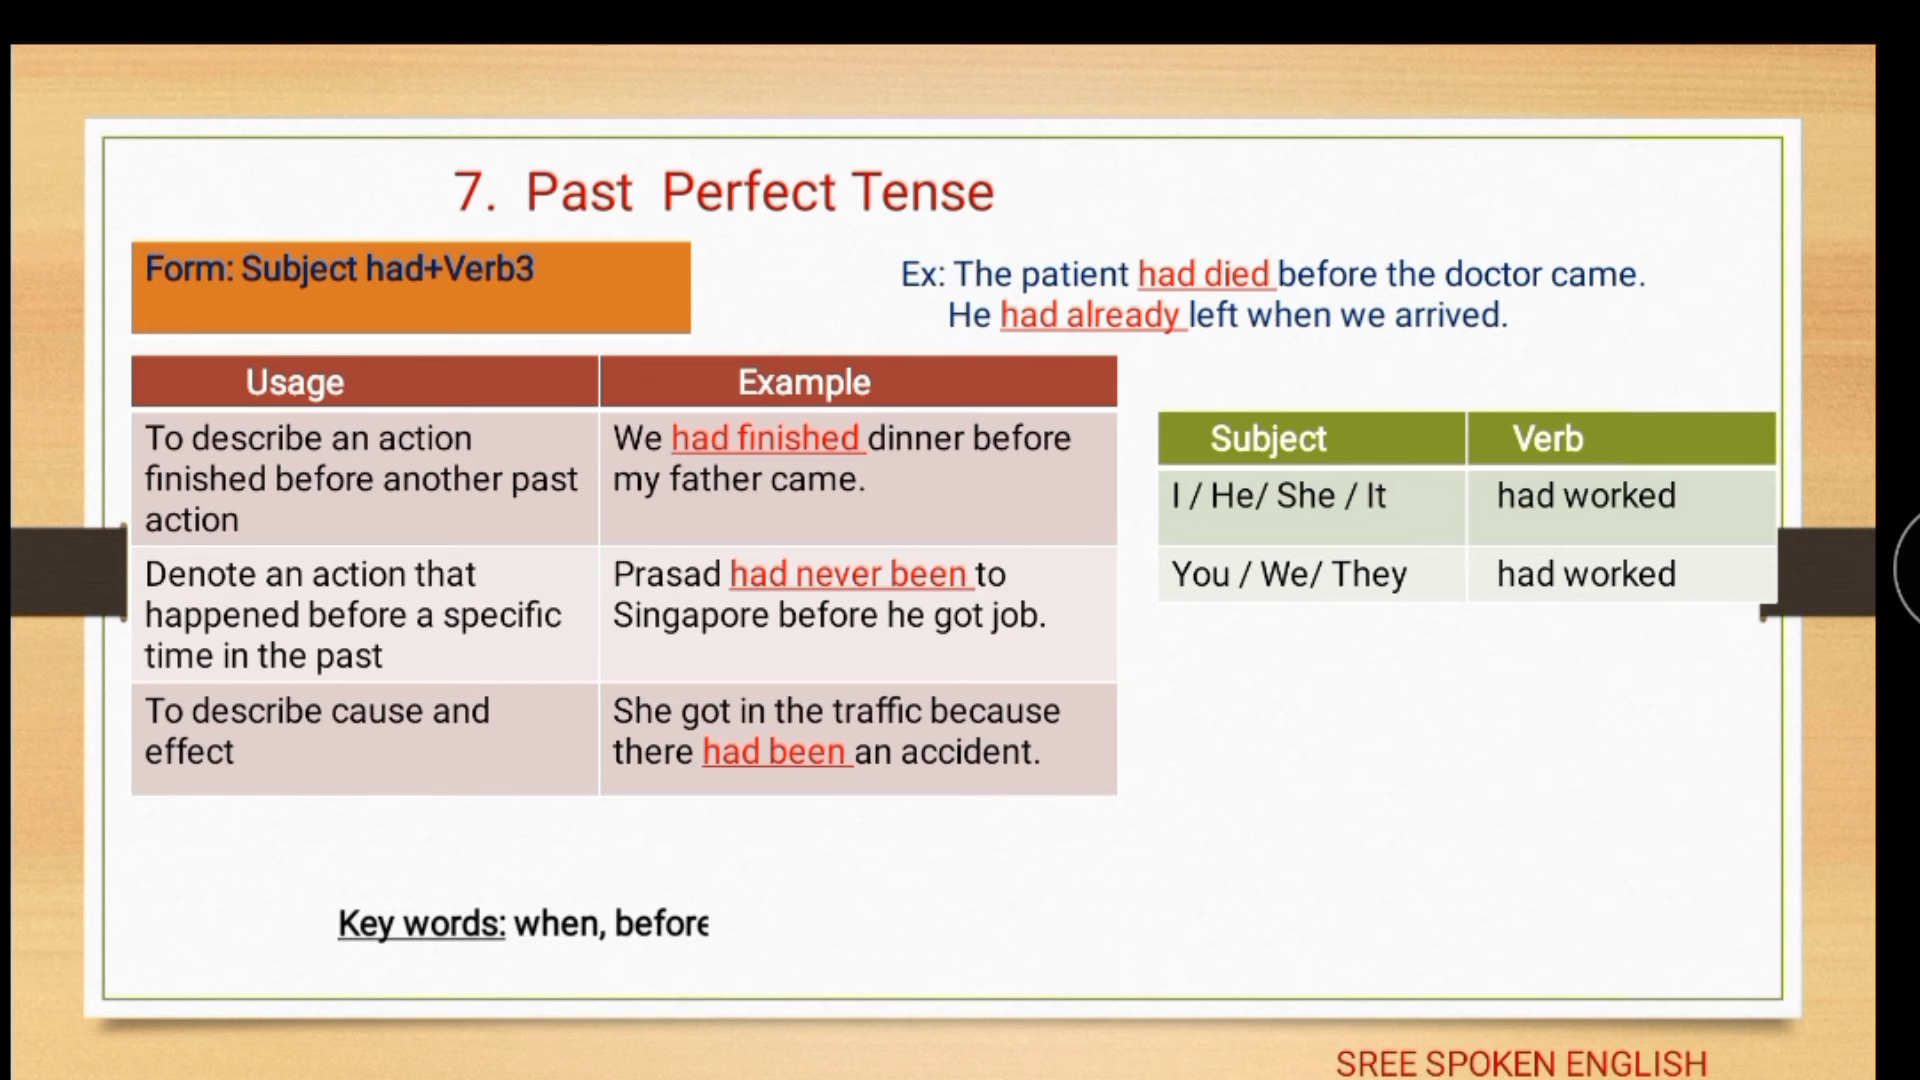 7. Past Perfect Tense
Form: Subject had+Verb3
Ex: The patient had died before the doctor came.
He had already left when we arrived.
Usage
Example
To describe an action
finished before another past
action
We had finished dinner before
my father came.
Denote an action that
happened before a specific
time in the past
Prasad had never been to
Singapore before he got job.
To describe cause and
effect
She got in the traffic because
there had been an accident.
Subject
Verb
I / He/ She / It
had worked
You / We/ They
had worked
Key words: when, before
SREE SPOKEN ENGLISH